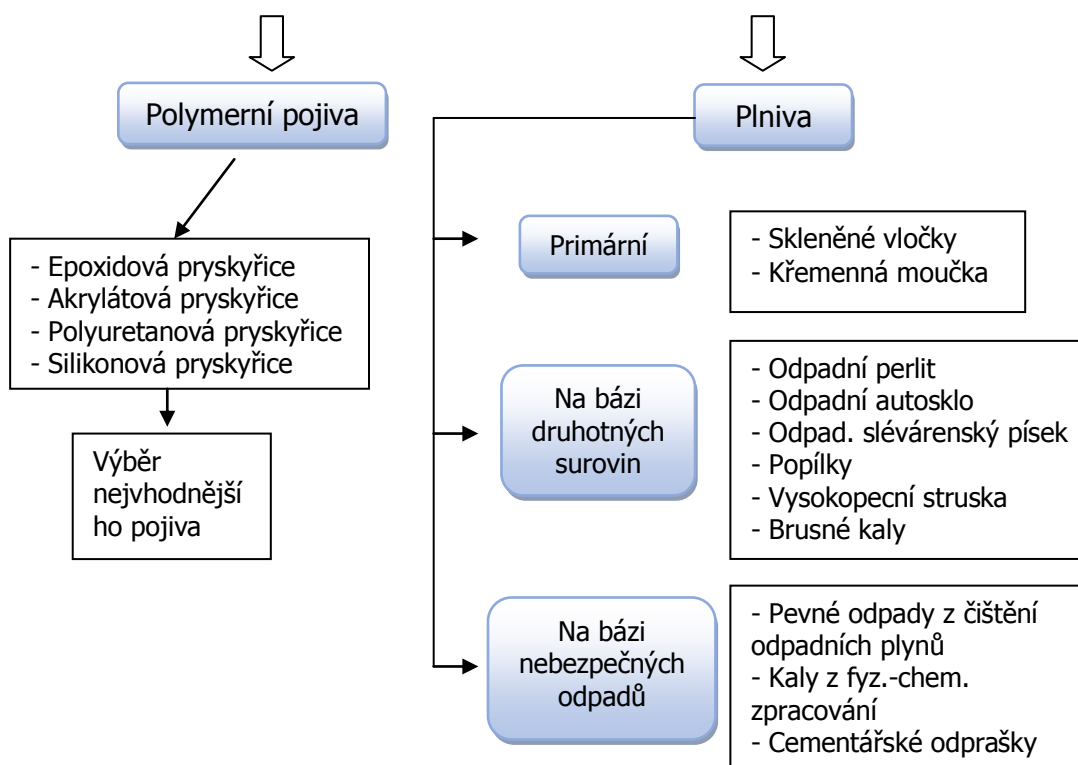 Polymerní pojiva
- Epoxidová pryskyřice
- Akrylátová pryskyřice
- Polyuretanová pryskyřice
- Silikonová pryskyřice
Výběr
nejvhodnější
ho pojiva
Plniva
Primární
- Skleněné vločky
- Křemenná moučka
Na bázi
druhotných
surovin
- Odpadní perlit
- Odpadní autosklo
- Odpad. slévárenský písek
- Popílky
- Vysokopecní struska
- Brusné kaly
Na bázi
nebezpečných
odpadů
- Pevné odpady z čištění
odpadních plynů
- Kaly z fyz.-chem.
zpracování
- Cementářské odprašky